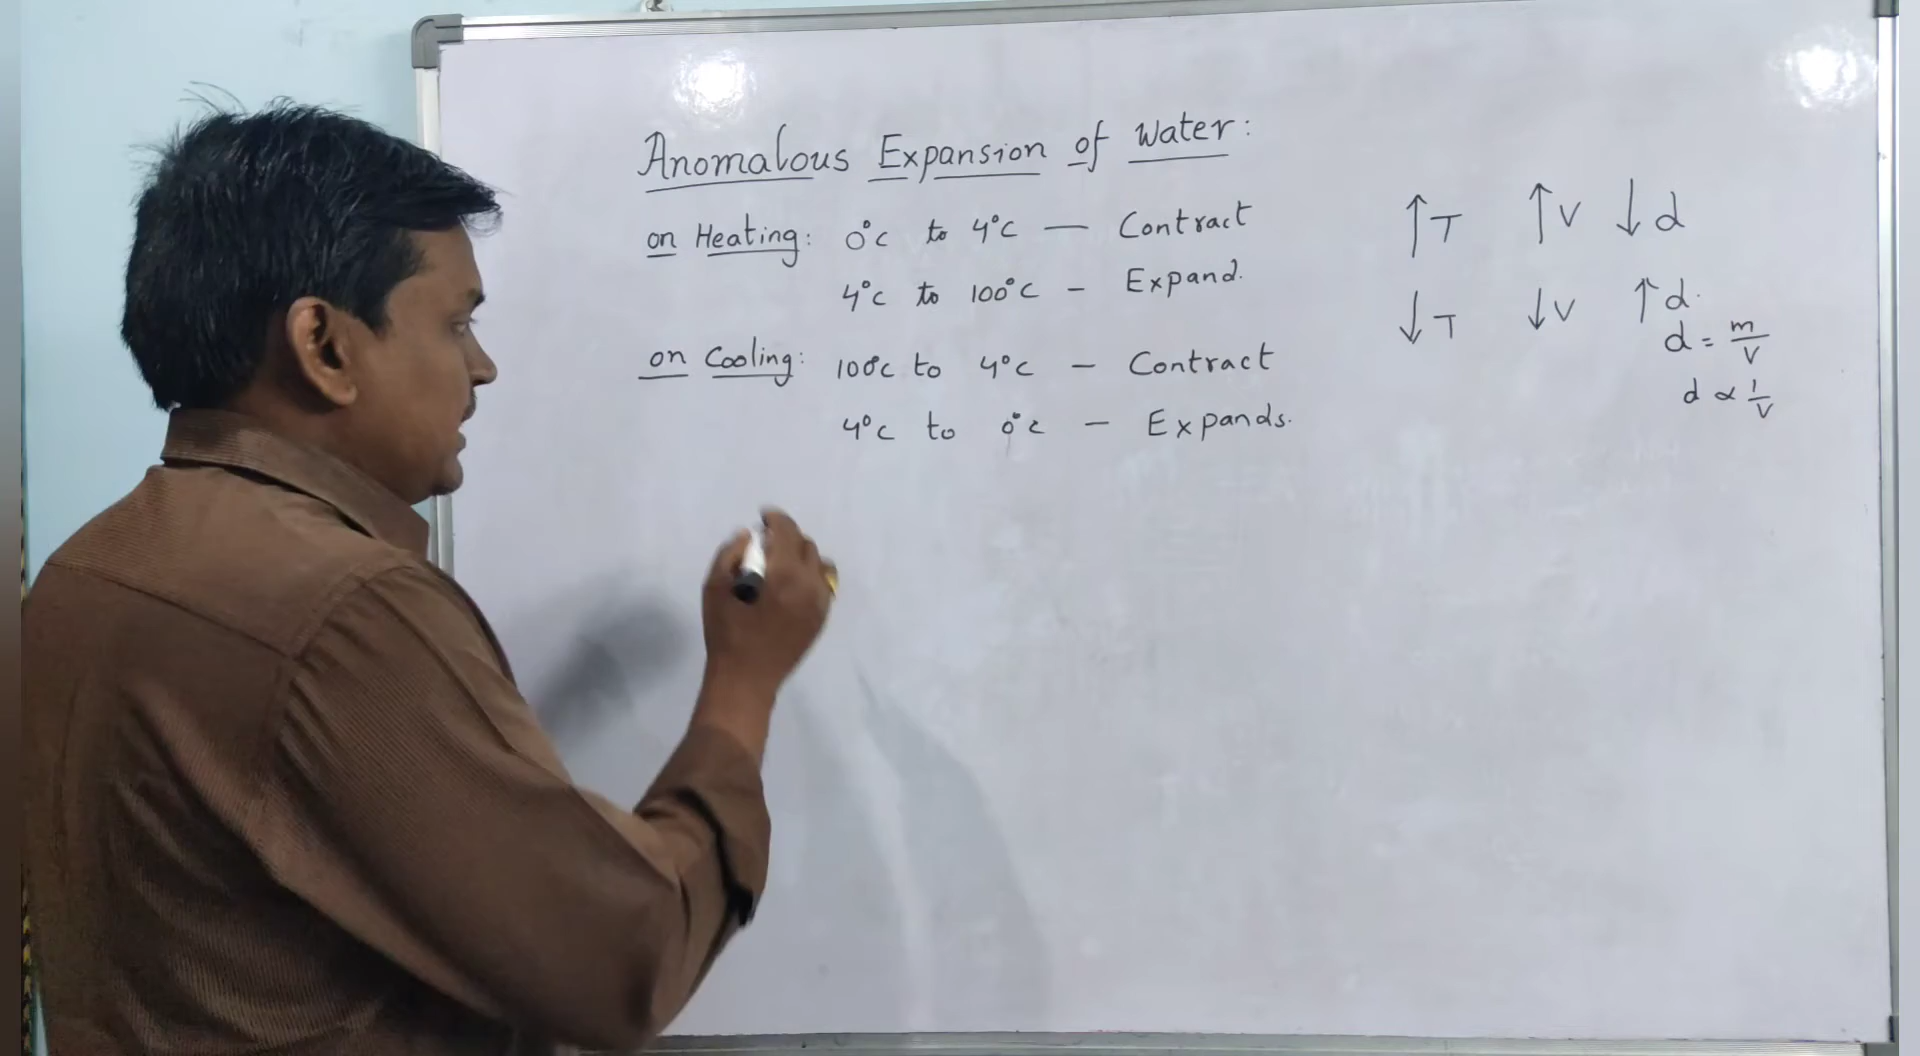 Anomalous Expansion of Water:
on Heating: 0°c to 4°c — Contract
4°c to 100°c - Expand.
on Cooling: 100°c to 4°c - Contract
4°c to 0°c - Expands.
↑T ↑V ↓d
↓T ↓V ↑d.
d = m/V
d ∝ 1/V